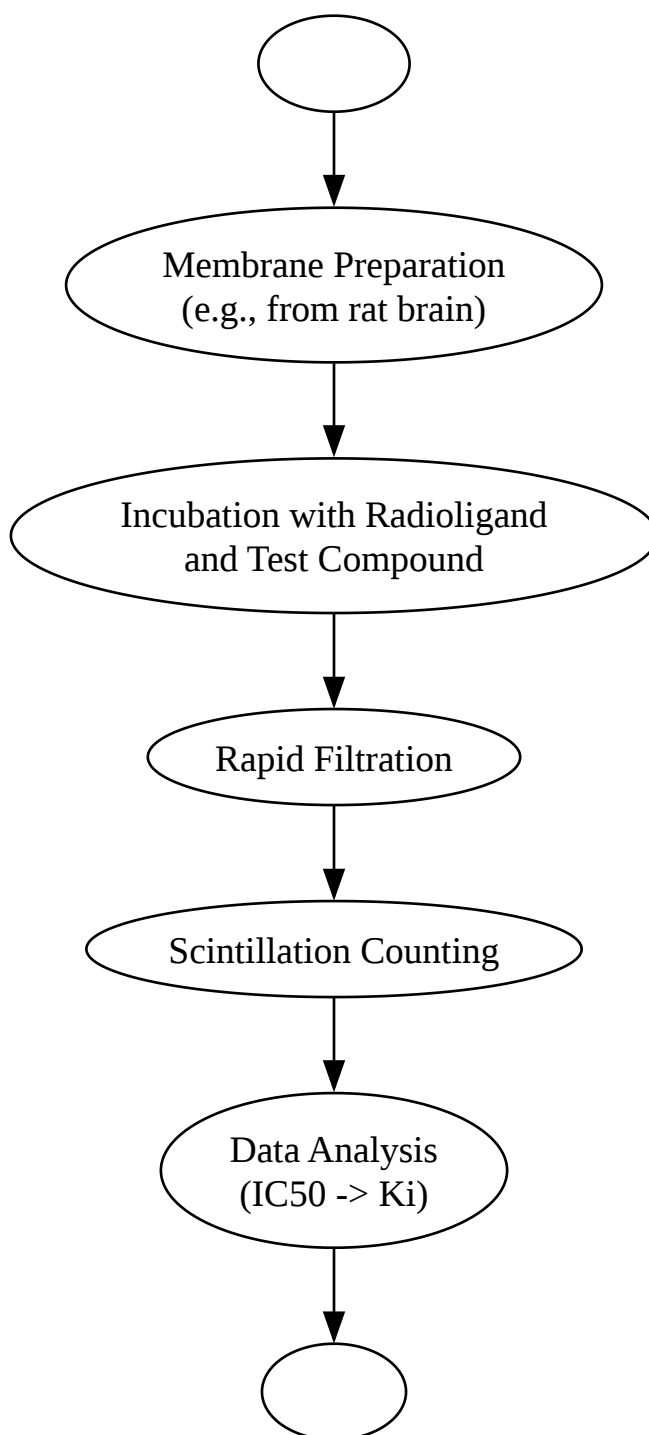 Membrane Preparation
(e.g., from rat brain)
Incubation with Radioligand
and Test Compound
Rapid Filtration
Scintillation Counting
Data Analysis
(IC50 -> Ki)